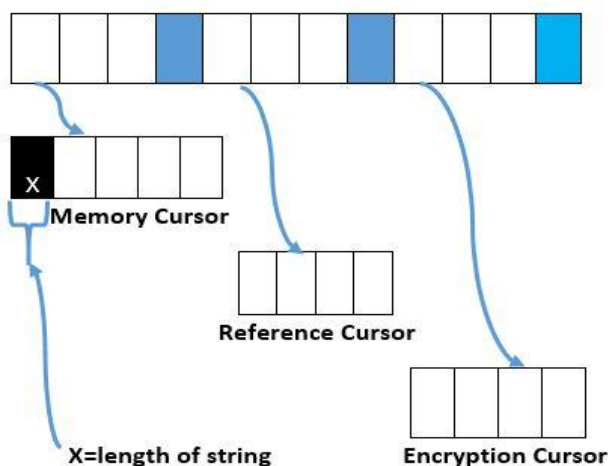 X
Memory Cursor
Reference Cursor
X=length of string
Encryption Cursor